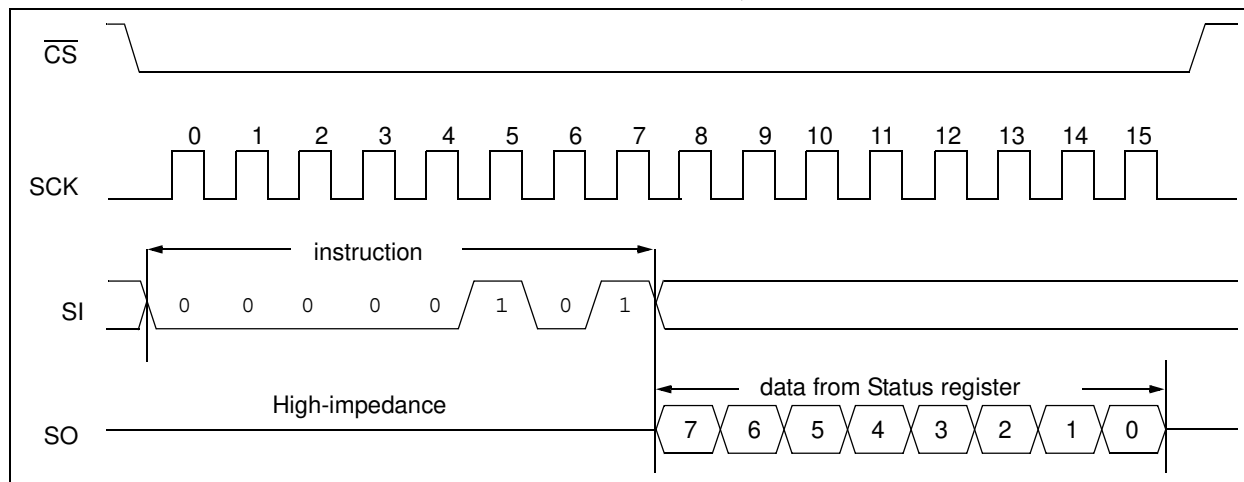 CS
0 1 2 3 4 5 6 7 8 9 10 11 12 13 14 15
SCK
instruction
SI 0 0 0 0 0 1 0 1
data from Status register
High-impedance
SO 7 6 5 4 3 2 1 0